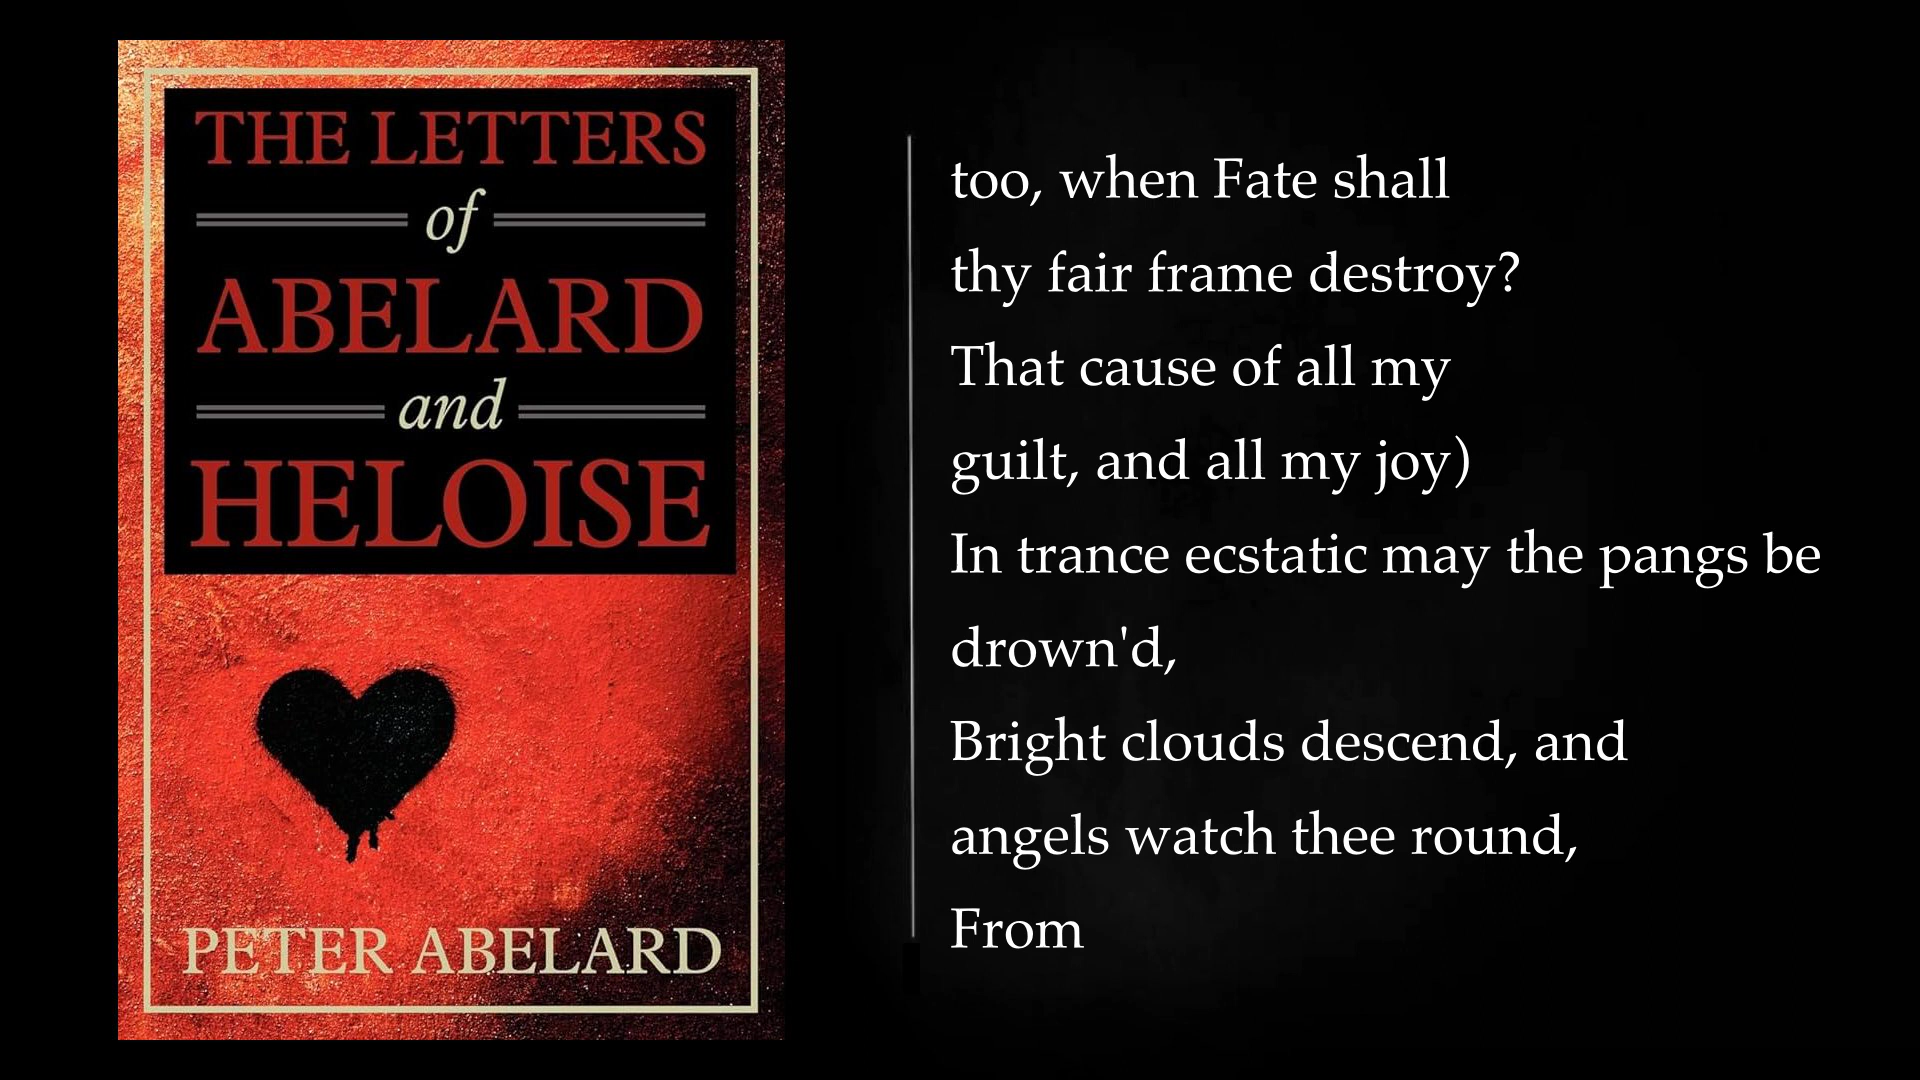 THE LETTERS
of
ABELARD
and
HELOISE
PETER ABELARD
too, when Fate shall
thy fair frame destroy?
That cause of all my
guilt, and all my joy)
In trance ecstatic may the pangs be
drown'd,
Bright clouds descend, and
angels watch thee round,
From